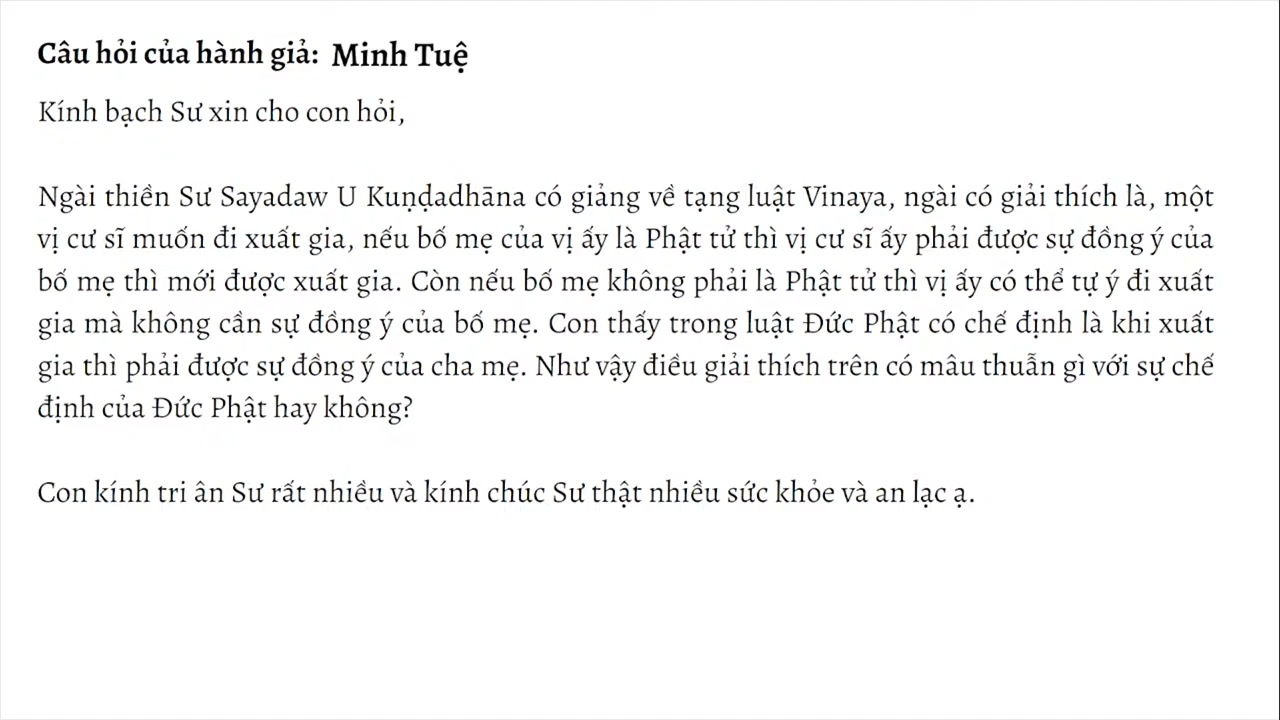 Câu hỏi của hành giả: Minh Tuệ
Kính bạch Sư xin cho con hỏi,
Ngài thiền Sư Sayadaw U Kuṇḍadhāna có giảng về tạng luật Vinaya, ngài có giải thích là, một
vị cư sĩ muốn đi xuất gia, nếu bố mẹ của vị ấy là Phật tử thì vị cư sĩ ấy phải được sự đồng ý của
bố mẹ thì mới được xuất gia. Còn nếu bố mẹ không phải là Phật tử thì vị ấy có thể tự ý đi xuất
gia mà không cần sự đồng ý của bố mẹ. Con thấy trong luật Đức Phật có chế định là khi xuất
gia thì phải được sự đồng ý của cha mẹ. Như vậy điều giải thích trên có mâu thuẫn gì với sự chế
định của Đức Phật hay không?
Con kính tri ân Sư rất nhiều và kính chúc Sư thật nhiều sức khỏe và an lạc ạ.